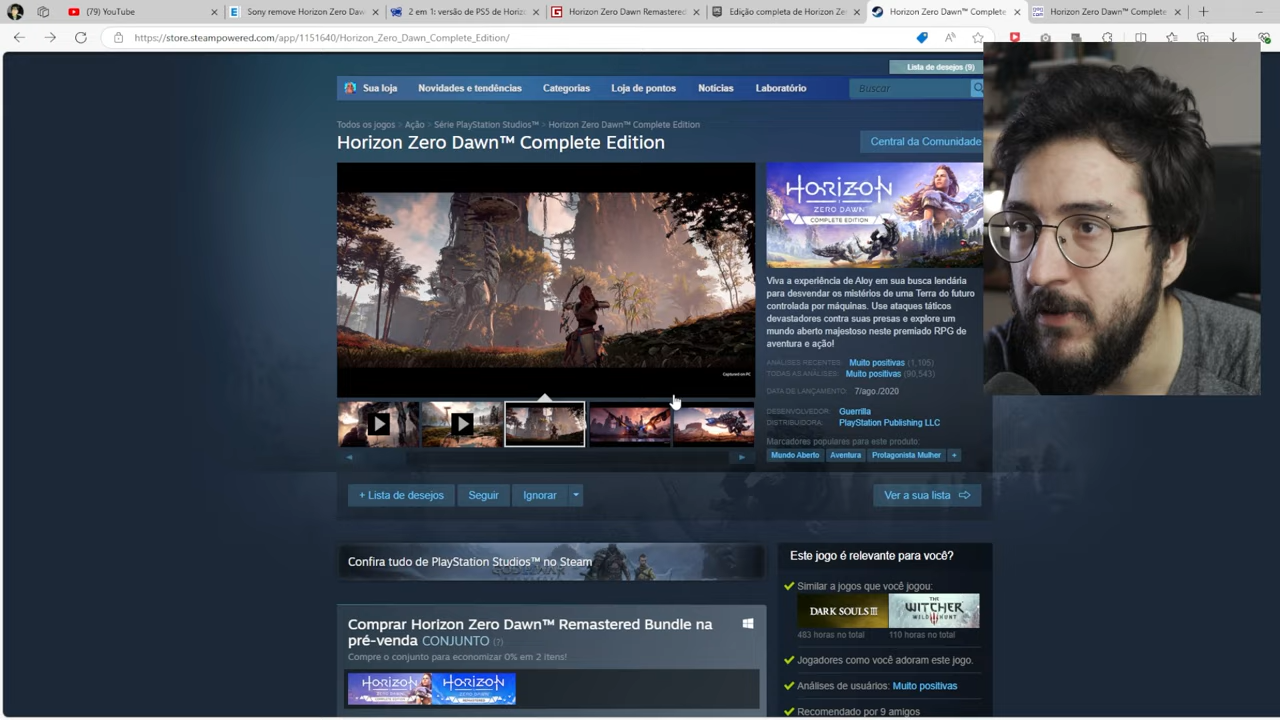 (79) YouTube
Sony remove Horizon Zero Daw
2 em 1: versão de PS5 de Horizo
Horizon Zero Dawn Remastered
Edição completa de Horizon Ze
Horizon Zero Dawn™ Complete
Horizon Zero Dawn™ Complete
https://store.steampowered.com/app/1151640/Horizon_Zero_Dawn_Complete_Edition/
Lista de desejos (9)
Sua loja
Novidades e tendências
Categorias
Loja de pontos
Notícias
Laboratório
Buscar
Todos os jogos > Ação > Série PlayStation Studios™ > Horizon Zero Dawn™ Complete Edition
Horizon Zero Dawn™ Complete Edition
Central da Comunidade
HORIZON
ZERO DAWN
COMPLETE EDITION
Captured on PC
Viva a experiência de Aloy em sua busca lendária
para desvendar os mistérios de uma Terra do futuro
controlada por máquinas. Use ataques táticos
devastadores contra suas presas e explore um
mundo aberto majestoso neste premiado RPG de
aventura e ação!
ANÁLISES RECENTES: Muito positivas (1,105)
TODAS AS ANÁLISES: Muito positivas (90,543)
DATA DE LANÇAMENTO: 7/ago./2020
DESENVOLVEDOR: Guerrilla
DISTRIBUIDORA: PlayStation Publishing LLC
Marcadores populares para este produto:
Mundo Aberto
Aventura
Protagonista Mulher
+
+ Lista de desejos
Seguir
Ignorar
Ver a sua lista
Confira tudo de PlayStation Studios™ no Steam
Este jogo é relevante para você?
Similar a jogos que você jogou:
DARK SOULS III
THE WITCHER WILD HUNT
483 horas no total
110 horas no total
Comprar Horizon Zero Dawn™ Remastered Bundle na
pré-venda CONJUNTO (?)
Compre o conjunto para economizar 0% em 2 itens!
HORIZON
HORIZON
Jogadores como você adoram este jogo.
Análises de usuários: Muito positivas
Recomendado por 9 amigos